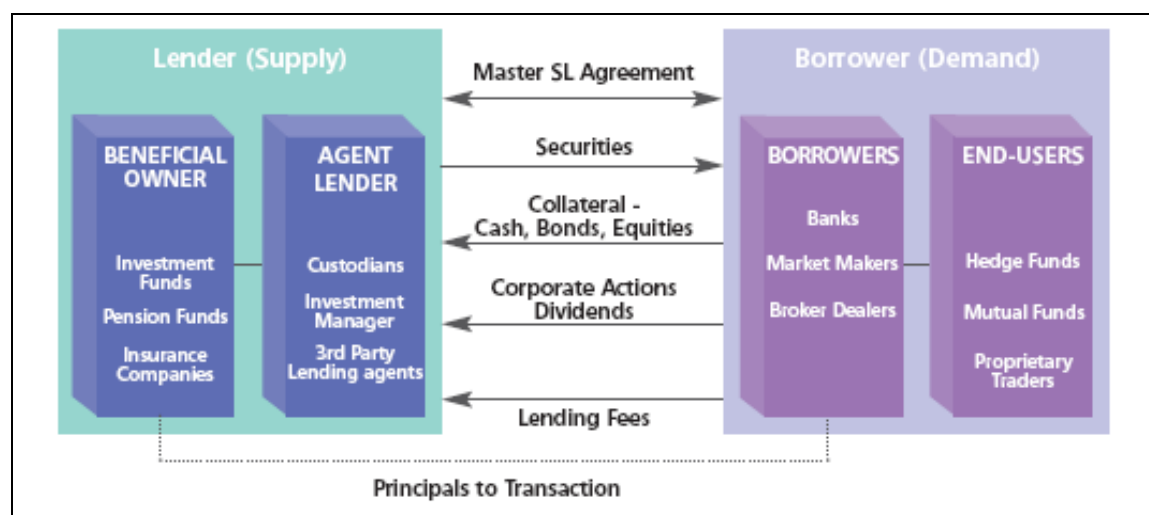 Lender (Supply)
BENEFICIAL
OWNER
Investment
Funds
Pension Funds
Insurance
Companies
AGENT
LENDER
Custodians
Investment
Manager
3rd Party
Lending agents
Master SL Agreement
Securities
Collateral -
Cash, Bonds, Equities
Corporate Actions
Dividends
Lending Fees
Borrower (Demand)
BORROWERS
Banks
Market Makers
Broker Dealers
END-USERS
Hedge Funds
Mutual Funds
Proprietary
Traders
Principals to Transaction